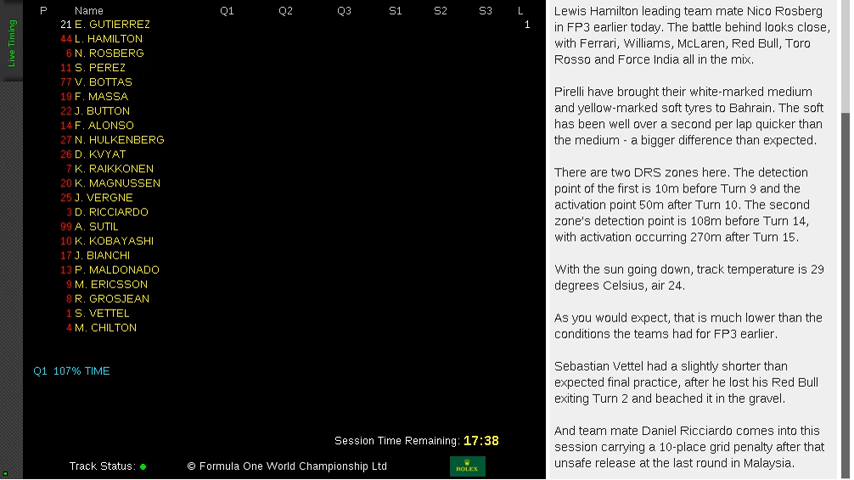 Live Timing
P Name Q1 Q2 Q3 S1 S2 S3 L
21 E. GUTIERREZ 1
44 L. HAMILTON
6 N. ROSBERG
11 S. PEREZ
77 V. BOTTAS
19 F. MASSA
22 J. BUTTON
14 F. ALONSO
27 N. HULKENBERG
26 D. KVYAT
7 K. RAIKKONEN
20 K. MAGNUSSEN
25 J. VERGNE
3 D. RICCIARDO
99 A. SUTIL
10 K. KOBAYASHI
17 J. BIANCHI
13 P. MALDONADO
9 M. ERICSSON
8 R. GROSJEAN
1 S. VETTEL
4 M. CHILTON
Q1 107% TIME
Session Time Remaining: 17:38
Track Status: © Formula One World Championship Ltd
ROLEX
Lewis Hamilton leading team mate Nico Rosberg
in FP3 earlier today. The battle behind looks close,
with Ferrari, Williams, McLaren, Red Bull, Toro
Rosso and Force India all in the mix.
Pirelli have brought their white-marked medium
and yellow-marked soft tyres to Bahrain. The soft
has been well over a second per lap quicker than
the medium - a bigger difference than expected.
There are two DRS zones here. The detection
point of the first is 10m before Turn 9 and the
activation point 50m after Turn 10. The second
zone's detection point is 108m before Turn 14,
with activation occurring 270m after Turn 15.
With the sun going down, track temperature is 29
degrees Celsius, air 24.
As you would expect, that is much lower than the
conditions the teams had for FP3 earlier.
Sebastian Vettel had a slightly shorter than
expected final practice, after he lost his Red Bull
exiting Turn 2 and beached it in the gravel.
And team mate Daniel Ricciardo comes into this
session carrying a 10-place grid penalty after that
unsafe release at the last round in Malaysia.